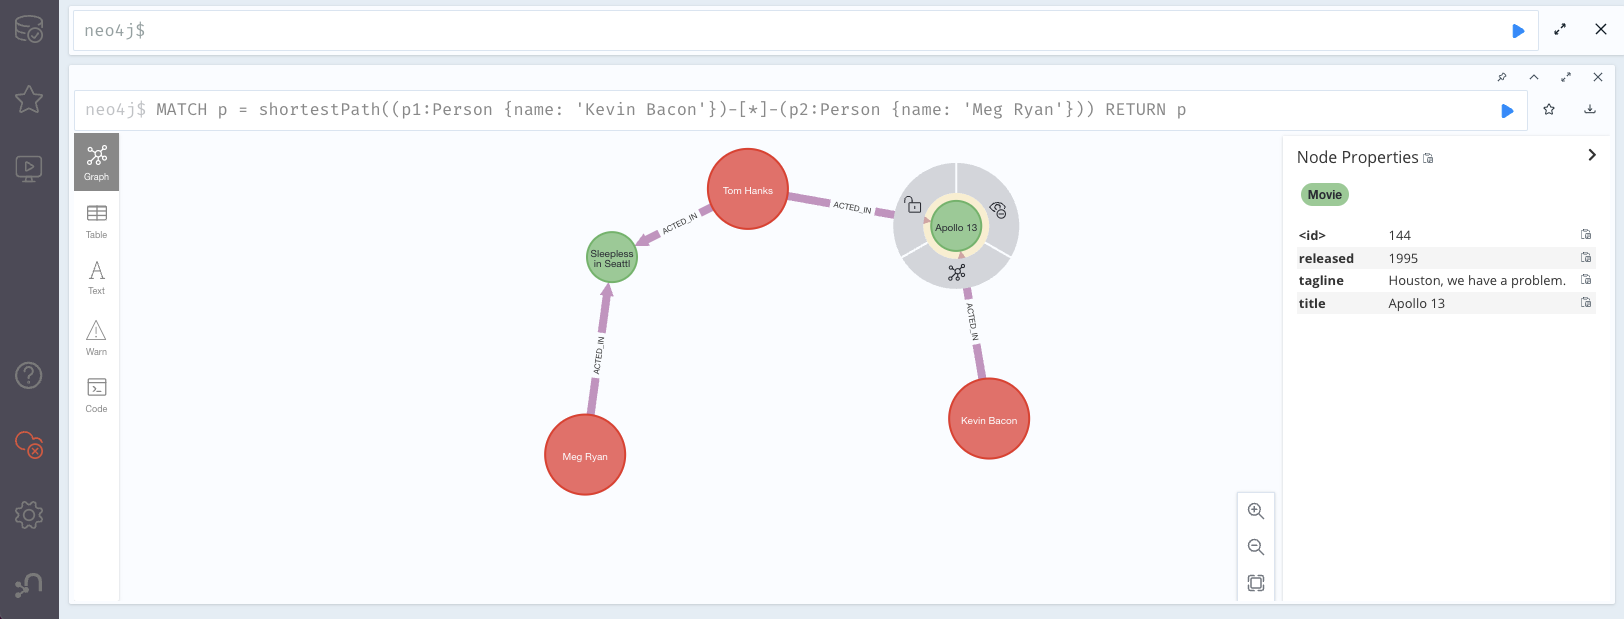 neo4j$
neo4j$ MATCH p = shortestPath((p1:Person {name: 'Kevin Bacon'})-[*]-(p2:Person {name: 'Meg Ryan'})) RETURN p
Graph
Table
Text
Warn
Code
Tom Hanks
ACTED_IN
ACTED_IN
Apollo 13
Sleepless
in Seattl
ACTED_IN
ACTED_IN
Kevin Bacon
Meg Ryan
Node Properties
Movie
<id> 144
released 1995
tagline Houston, we have a problem.
title Apollo 13